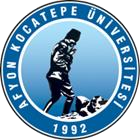 AFYON KOCATEPE ÜNİVERSİTESİ
1992